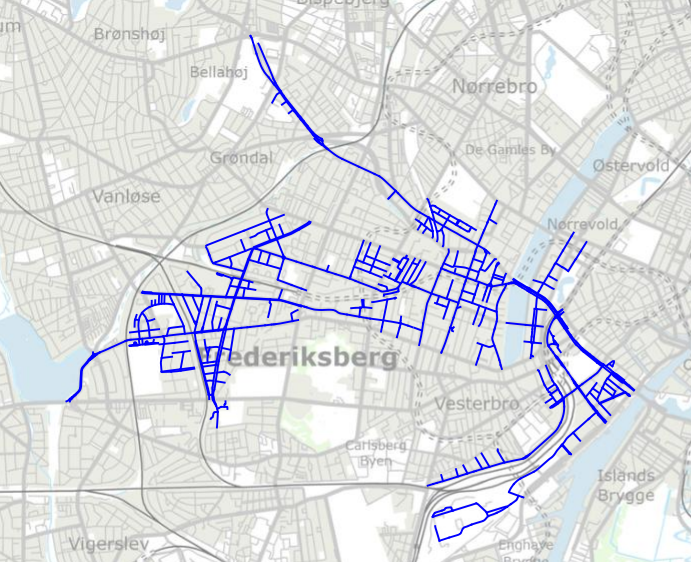 Bispebjerg
Brønshøj
Bellahøj
Nørrebro
Grøndal
De Gamles By
Østervold
Vanløse
Nørrevold
Frederiksberg
Vesterbro
Carlsberg
Byen
Islands
Brygge
Vigerslev
Enghave
Brygge